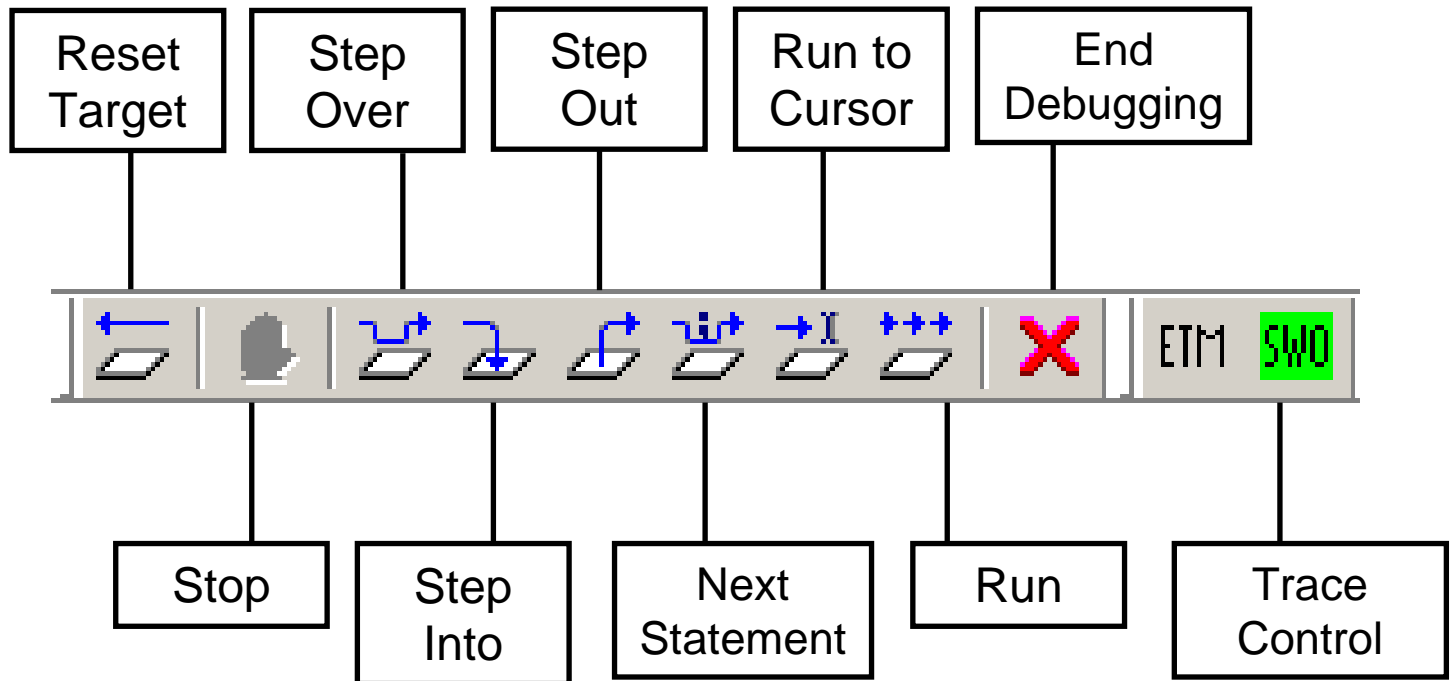 Reset
Target
Step
Over
Step
Out
Run to
Cursor
End
Debugging
ETM SWO
Stop
Step
Into
Next
Statement
Run
Trace
Control